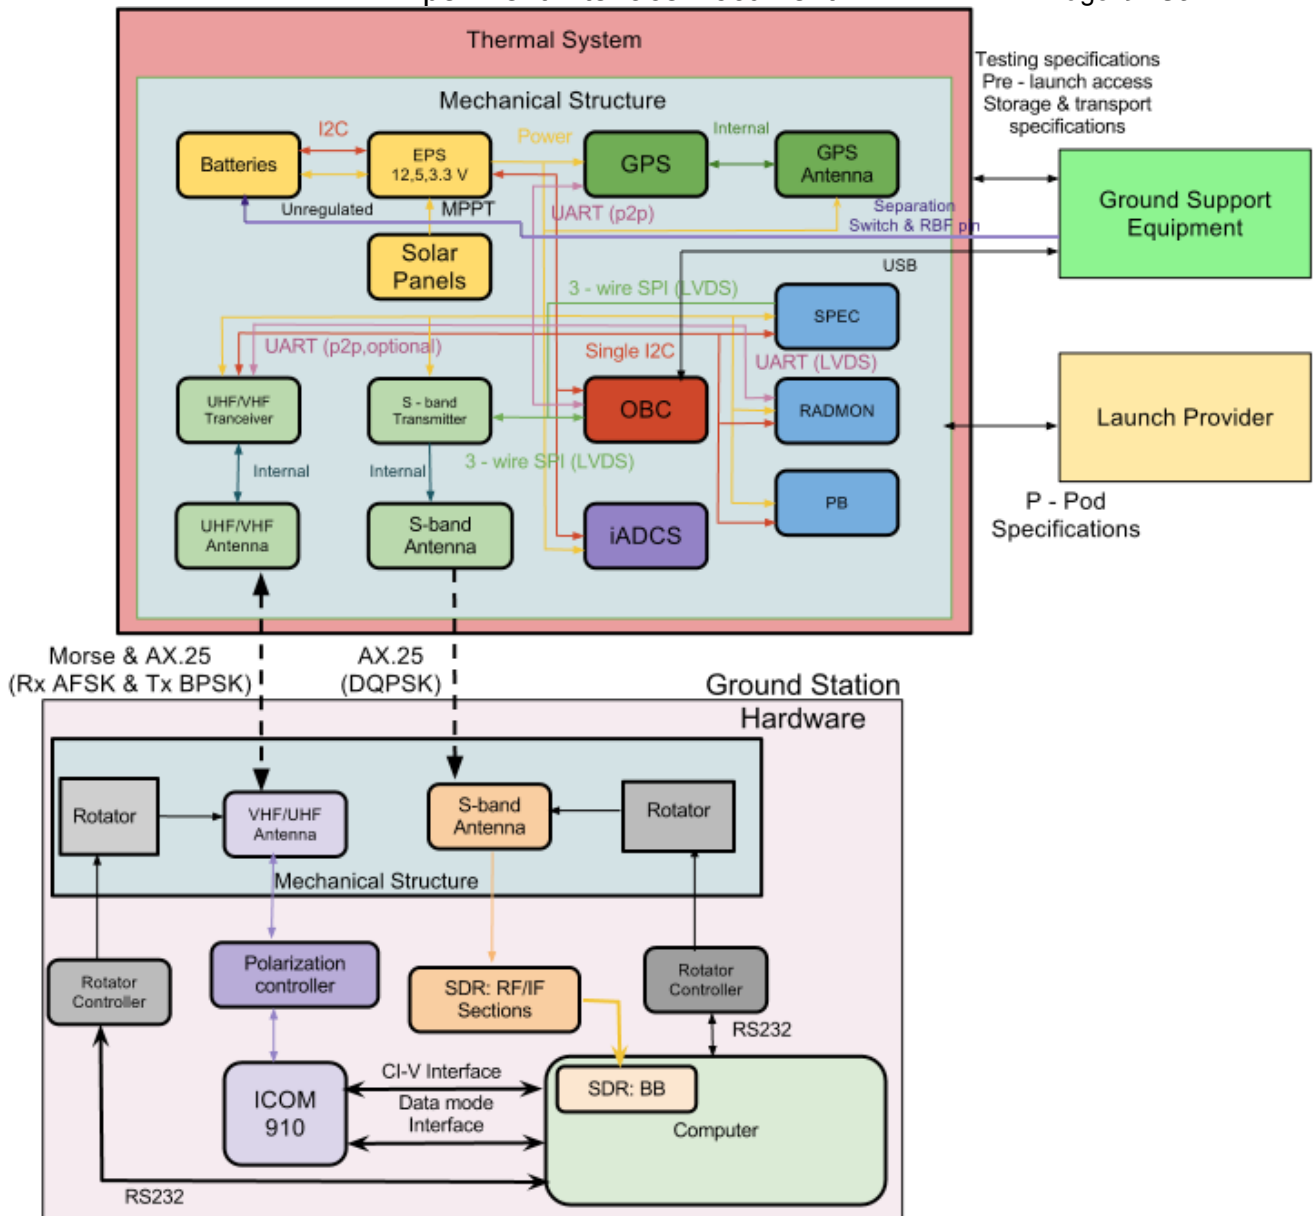 Thermal System
Testing specifications
Pre - launch access
Storage & transport
specifications
Mechanical Structure
I2C
Power
Internal
Batteries
EPS
12,5,3.3 V
GPS
GPS
Antenna
Unregulated
MPPT
UART (p2p)
Separation
Switch & RBF pin
Ground Support
Equipment
Solar
Panels
USB
3 - wire SPI (LVDS)
SPEC
UART (p2p,optional)
Single I2C
UART (LVDS)
UHF/VHF
Tranceiver
S - band
Transmitter
OBC
RADMON
Launch Provider
Internal
Internal
3 - wire SPI (LVDS)
UHF/VHF
Antenna
S-band
Antenna
iADCS
PB
P - Pod
Specifications
Morse & AX.25
(Rx AFSK & Tx BPSK)
AX.25
(DQPSK)
Ground Station
Hardware
Rotator
VHF/UHF
Antenna
S-band
Antenna
Rotator
Mechanical Structure
Rotator
Controller
Polarization
controller
SDR: RF/IF
Sections
Rotator
Controller
RS232
ICOM
910
CI-V Interface
Data mode
Interface
SDR: BB
Computer
RS232